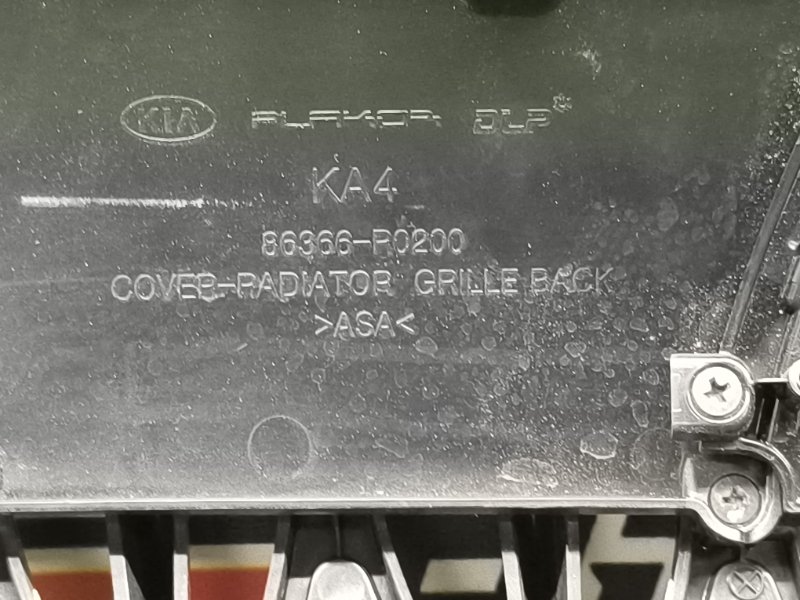 KIA PLAKOR DLP*
KA4
86366-R0200
COVER-RADIATOR GRILLE BACK
>ASA<